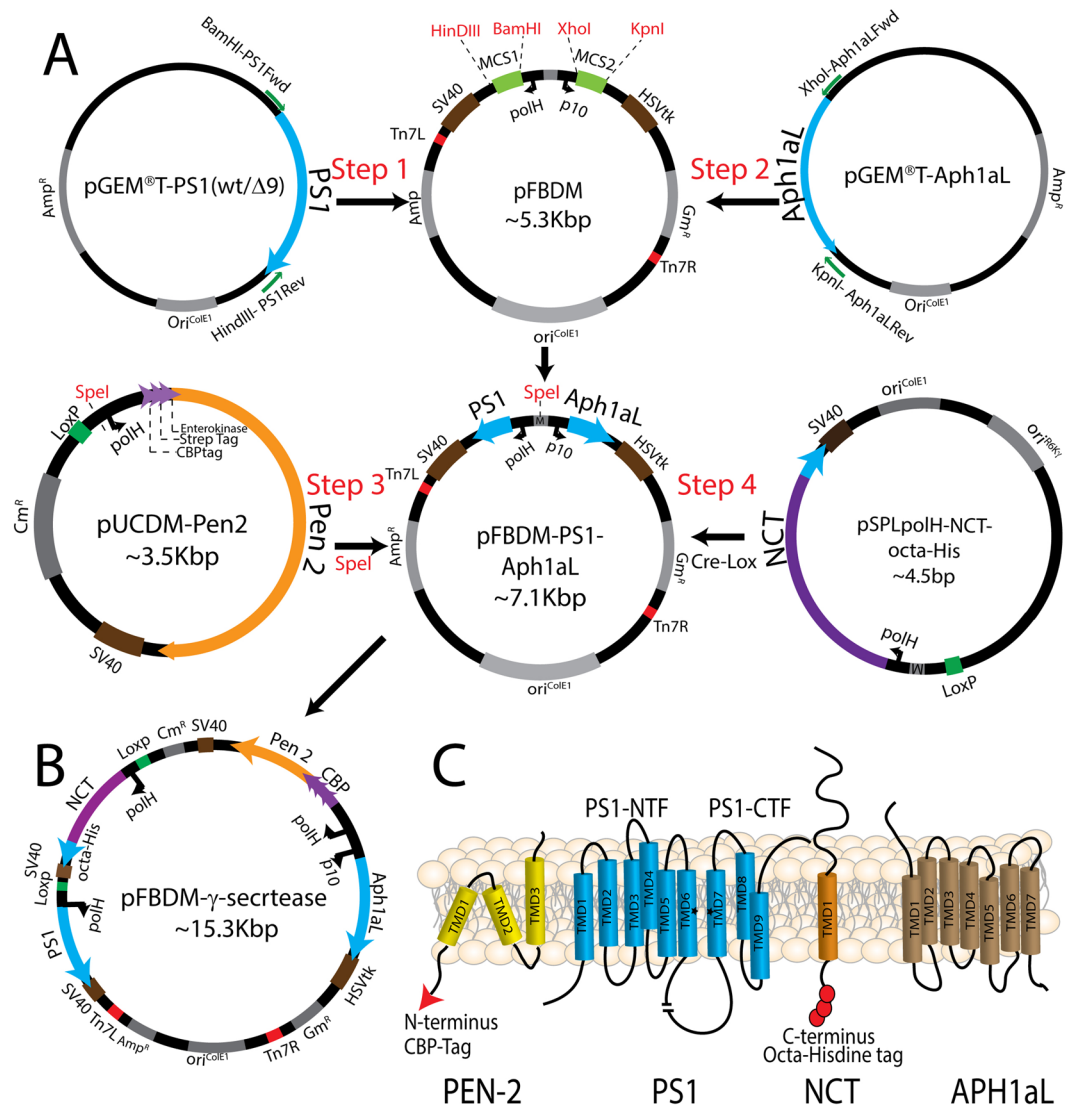 A
BamHI-PS1Fwd
AmpR
pGEM®T-PS1(wt/Δ9)
PS1
OriColE1
HindIII- PS1Rev
Step 1
HinDIII
BamHI
XhoI
KpnI
MCS1
MCS2
SV40
polH
p10
HSVtk
Tn7L
Amp
pFBDM
~5.3Kbp
GmR
Tn7R
oriColE1
Step 2
XhoI-Aph1aLFwd
Aph1aL
pGEM®T-Aph1aL
AmpR
KpnI- Aph1aLRev
OriColE1
SpeI
LoxP
polH
Enterokinase
Strep Tag
CBPtag
CmR
pUCDM-Pen2
~3.5Kbp
Pen 2
SV40
Step 3
SpeI
PS1
SpeI
Aph1aL
M
SV40
polH
p10
HSVtk
Tn7L
AmpR
pFBDM-PS1-
Aph1aL
~7.1Kbp
GmR
Tn7R
oriColE1
Step 4
Cre-Lox
oriColE1
SV40
oriR6Kγ
NCT
pSPLpolH-NCT-
octa-His
~4.5bp
polH
M
LoxP
B
Loxp
CmR
SV40
Pen 2
CBP
NCT
polH
polH
p10
octa-His
SV40
Loxp
polH
pFBDM-γ-secrtease
~15.3Kbp
Aph1aL
PS1
SV40
Tn7L
AmpR
oriColE1
Tn7R
GmR
HSVtk
C
PS1-NTF
PS1-CTF
TMD1
TMD2
TMD3
TMD1
TMD2
TMD3
TMD4
TMD5
TMD6
TMD7
TMD8
TMD9
TMD1
TMD1
TMD2
TMD3
TMD4
TMD5
TMD6
TMD7
N-terminus
CBP-Tag
C-terminus
Octa-Hisdine tag
PEN-2
PS1
NCT
APH1aL